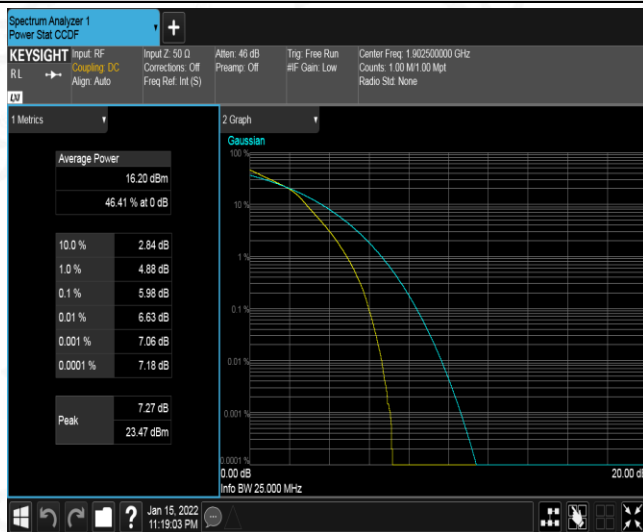 Spectrum Analyzer 1
Power Stat CCDF
+
KEYSIGHT
RL
LXI
Input: RF
Coupling: DC
Align: Auto
Input Z: 50 Ω
Corrections: Off
Freq Ref: Int (S)
Atten: 46 dB
Preamp: Off
Trig: Free Run
#IF Gain: Low
Center Freq: 1.902500000 GHz
Counts: 1.00 M/1.00 Mpt
Radio Std: None
1 Metrics
Average Power
16.20 dBm
46.41 % at 0 dB
10.0 % 2.84 dB
1.0 % 4.88 dB
0.1 % 5.98 dB
0.01 % 6.63 dB
0.001 % 7.06 dB
0.0001 % 7.18 dB
Peak
7.27 dB
23.47 dBm
2 Graph
Gaussian
100 %
10 %
1 %
0.1 %
0.01 %
0.001 %
0.0001 %
0.00 dB
20.00 dB
Info BW 25.000 MHz
?
Jan 15, 2022
11:19:03 PM